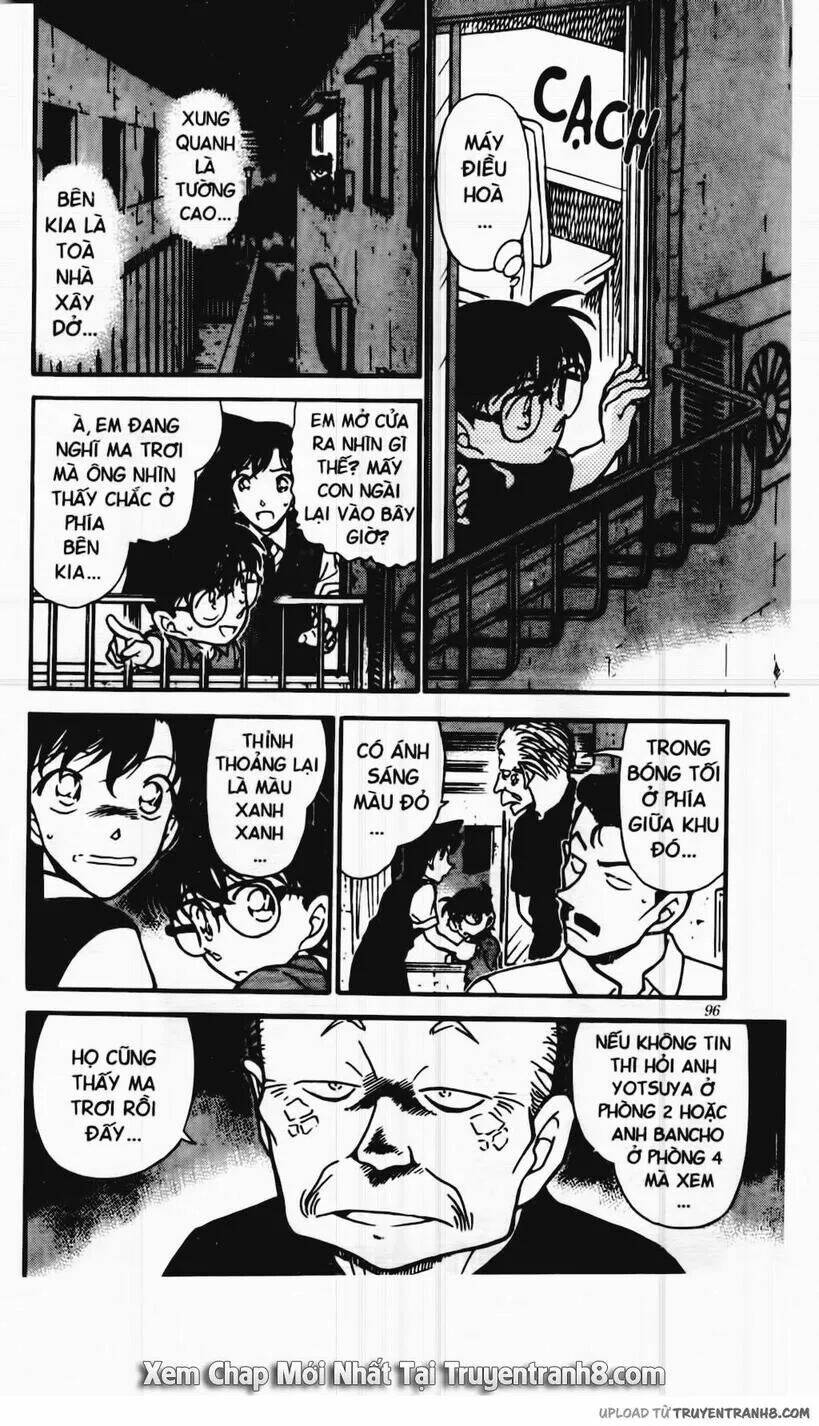 CẠCH
MÁY
ĐIỀU
HOÀ
...
XUNG
QUANH
LÀ
TƯỜNG
CAO...
BÊN
KIA LÀ
TOÀ
NHÀ
XÂY
DỞ...
EM MỞ CỬA
RA NHÌN GÌ
THẾ? MẤY
CON NGÀI
LẠI VÀO BÂY
GIỜ?
À, EM ĐANG
NGHĨ MA TRƠI
MÀ ÔNG NHÌN
THẤY CHẮC Ở
PHÍA
BÊN
KIA...
TRONG
BÓNG TỐI
Ở PHÍA
GIỮA KHU
ĐÓ...
CÓ ÁNH
SÁNG
MÀU ĐỎ
...
THỈNH
THOẢNG LẠI
LÀ MÀU
XANH
XANH
...
96
NẾU KHÔNG TIN
THÌ HỎI ANH
YOTSUYA Ở
PHÒNG 2 HOẶC
ANH BANCHO
Ở PHÒNG 4
MÀ XEM
...
HỌ CŨNG
THẤY MA
TRƠI RỒI
ĐẤY...
Xem Chap Mới Nhất Tại Truyentranh8.com
UPLOAD TỪ TRUYENTRANH8.COM